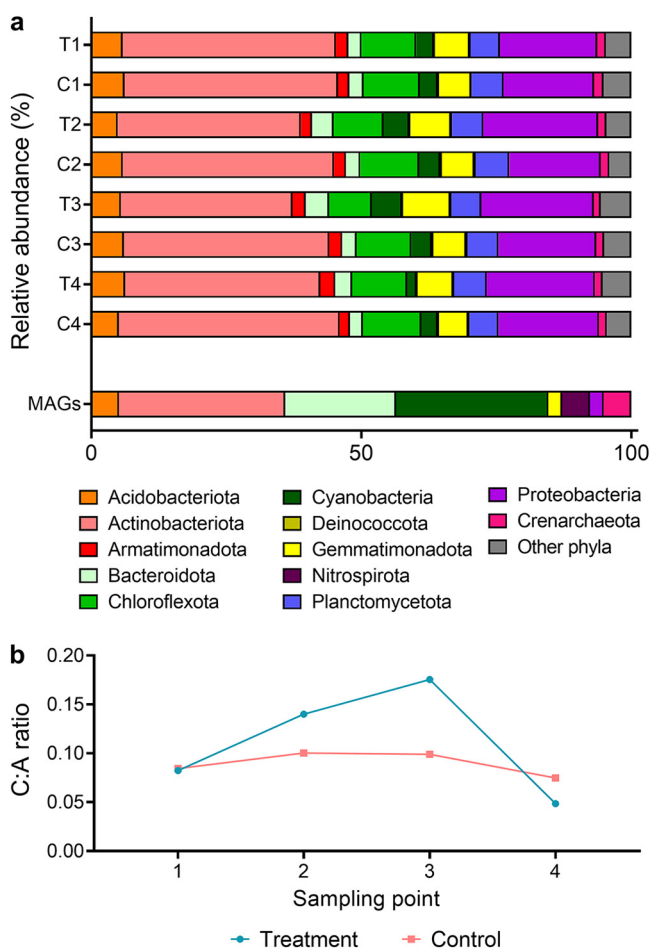 a
Relative abundance (%)
T1
C1
T2
C2
T3
C3
T4
C4
MAGs
0 50 100
Acidobacteriota Cyanobacteria Proteobacteria
Actinobacteriota Deinococcota Crenarchaeota
Armatimonadota Gemmatimonadota Other phyla
Bacteroidota Nitrospirota
Chloroflexota Planctomycetota
b
C:A ratio
0.20
0.15
0.10
0.05
0.00
1 2 3 4
Sampling point
Treatment Control